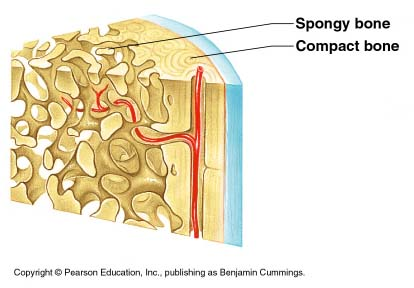 Spongy bone
Compact bone
Copyright © Pearson Education, Inc., publishing as Benjamin Cummings.